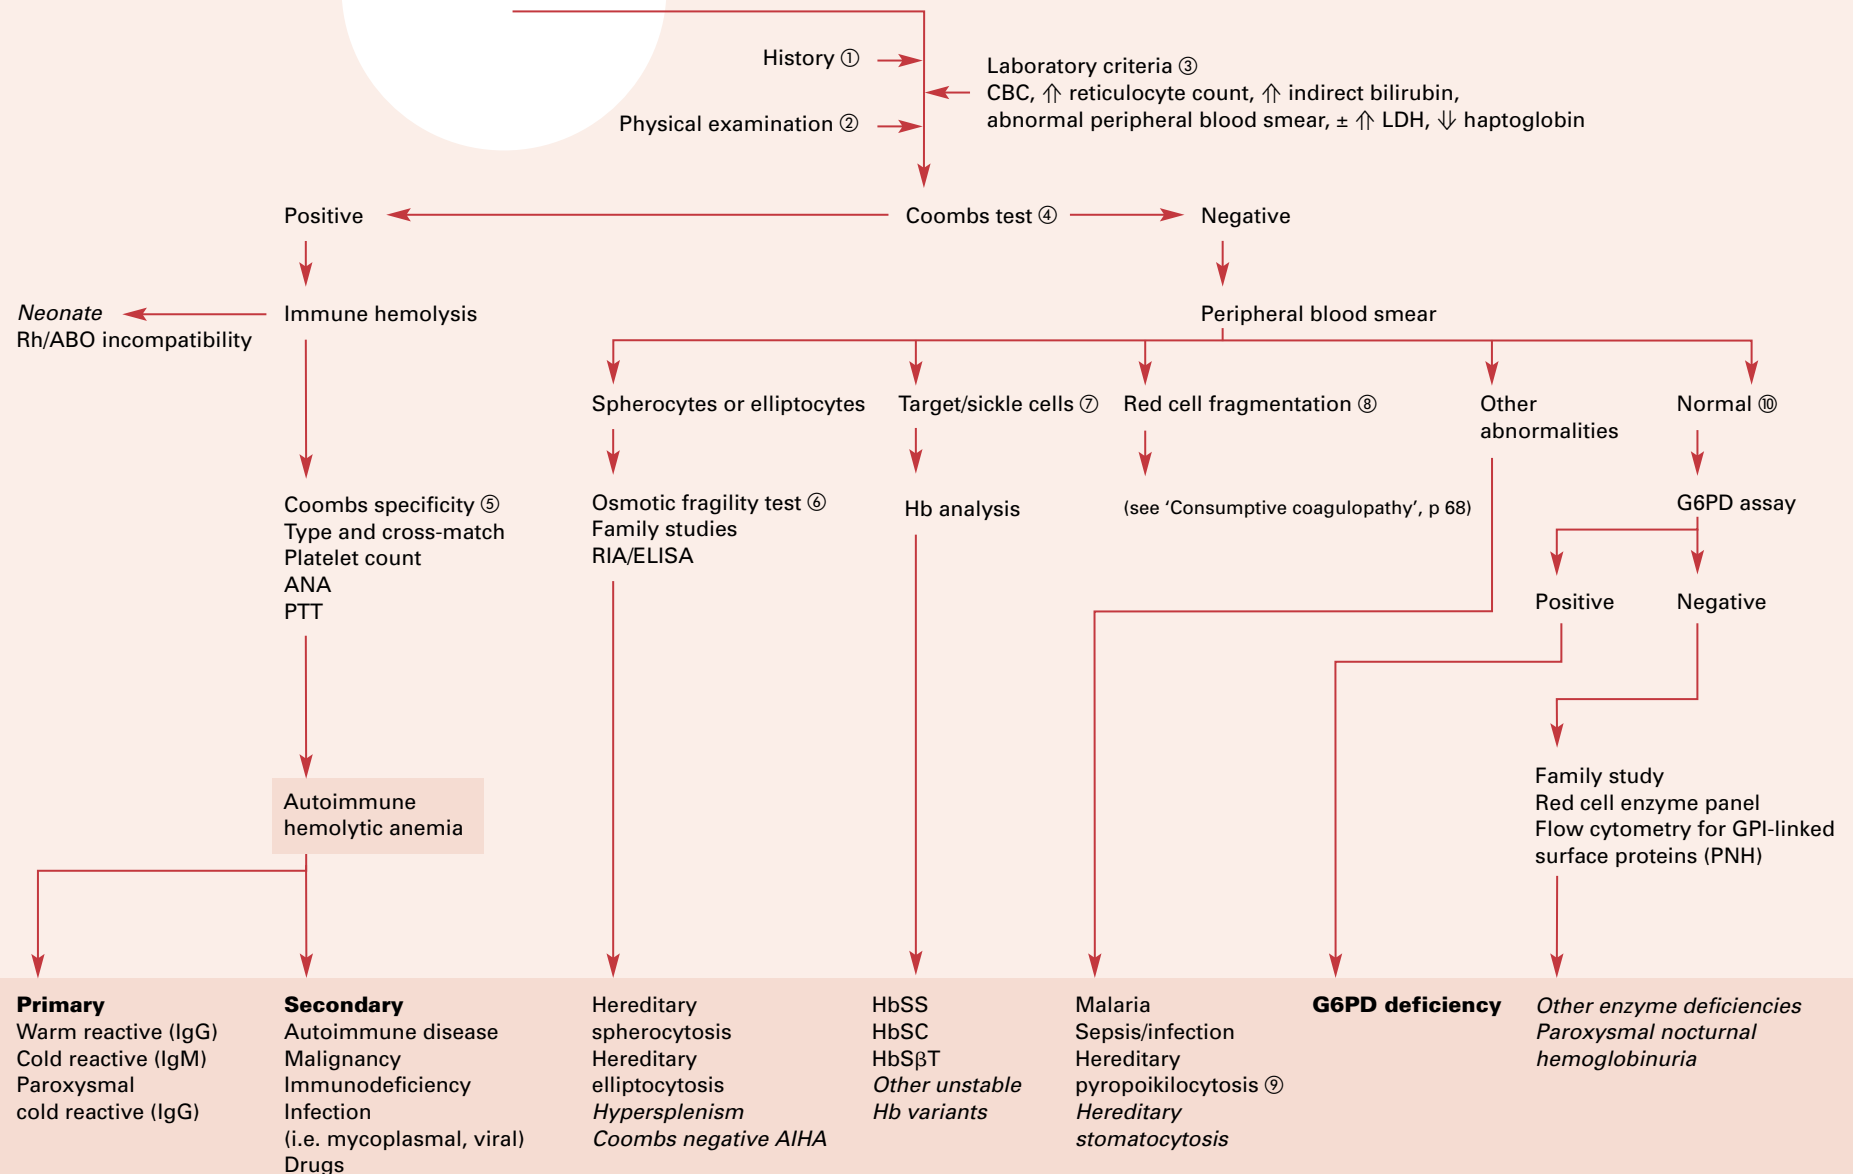 History ①
Physical examination ②
Laboratory criteria ③
CBC, ⇑ reticulocyte count, ⇑ indirect bilirubin,
abnormal peripheral blood smear, ± ⇑ LDH, ⇓ haptoglobin
Positive
Coombs test ④
Negative
Neonate
Rh/ABO incompatibility
Immune hemolysis
Peripheral blood smear
Spherocytes or elliptocytes
Target/sickle cells ⑦
Red cell fragmentation ⑧
Other
abnormalities
Normal ⑩
Coombs specificity ⑤
Type and cross-match
Platelet count
ANA
PTT
Osmotic fragility test ⑥
Family studies
RIA/ELISA
Hb analysis
(see ‘Consumptive coagulopathy’, p 68)
G6PD assay
Positive
Negative
Autoimmune
hemolytic anemia
Family study
Red cell enzyme panel
Flow cytometry for GPI-linked
surface proteins (PNH)
Primary
Warm reactive (IgG)
Cold reactive (IgM)
Paroxysmal
cold reactive (IgG)
Secondary
Autoimmune disease
Malignancy
Immunodeficiency
Infection
(i.e. mycoplasmal, viral)
Drugs
Hereditary
spherocytosis
Hereditary
elliptocytosis
Hypersplenism
Coombs negative AIHA
HbSS
HbSC
HbSβT
Other unstable
Hb variants
Malaria
Sepsis/infection
Hereditary
pyropoikilocytosis ⑨
Hereditary
stomatocytosis
G6PD deficiency
Other enzyme deficiencies
Paroxysmal nocturnal
hemoglobinuria